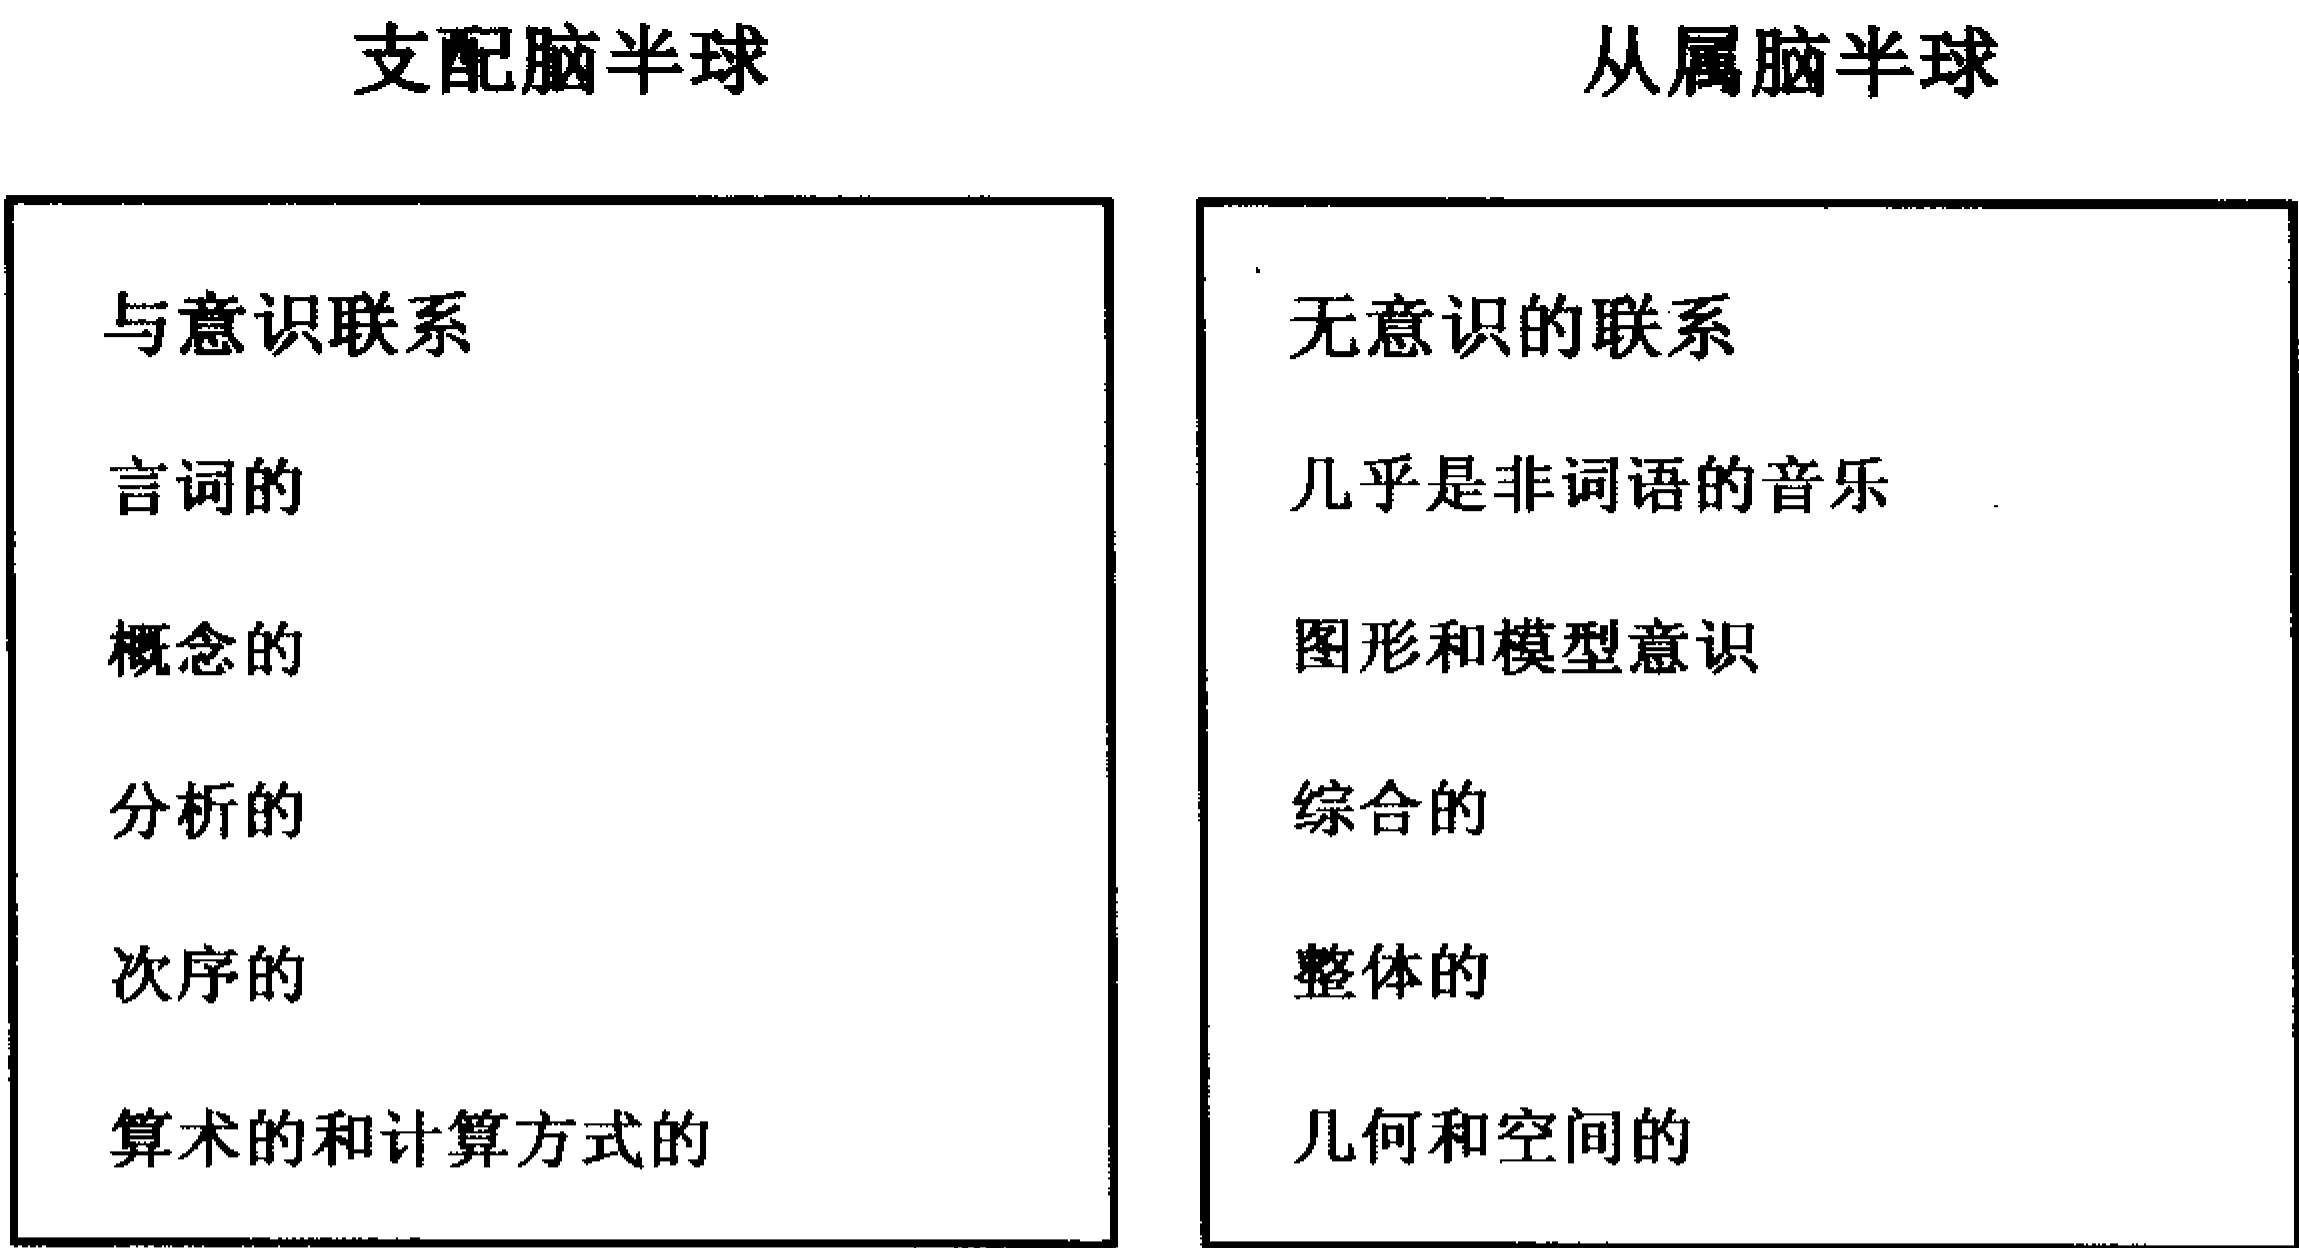 支配脑半球
从属脑半球
与意识联系
言词的
概念的
分析的
次序的
算术的和计算方式的
无意识的联系
几乎是非词语的音乐
图形和模型意识
综合的
整体的
几何和空间的